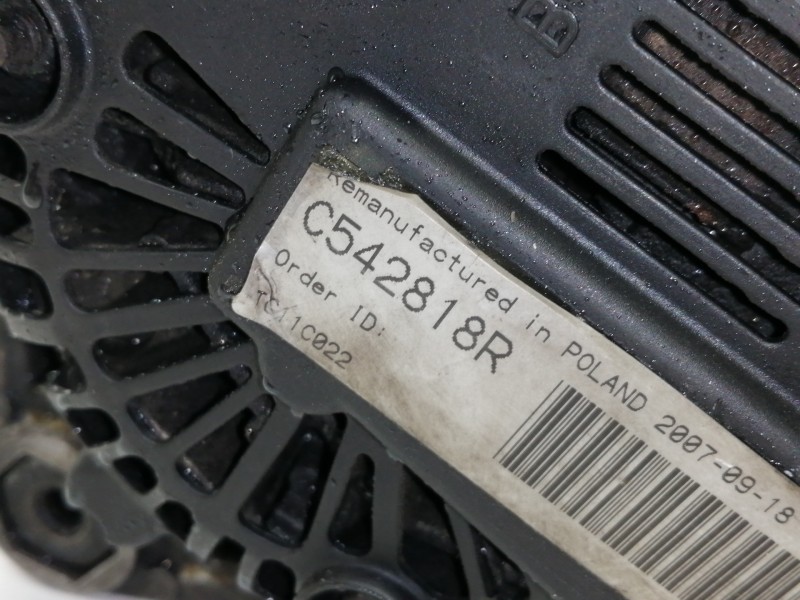 Remanufactured in POLAND 2007-09-18
C542818R
Order ID:
TC11C022